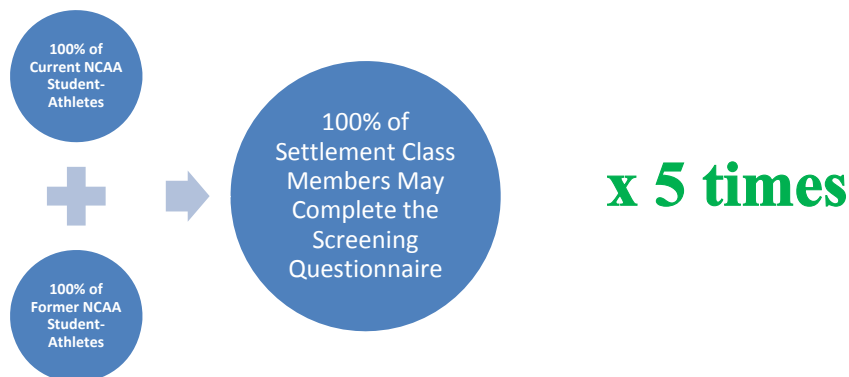 100% of
Current NCAA
Student-
Athletes
100% of
Former NCAA
Student-
Athletes
100% of
Settlement Class
Members May
Complete the
Screening
Questionnaire
x 5 times